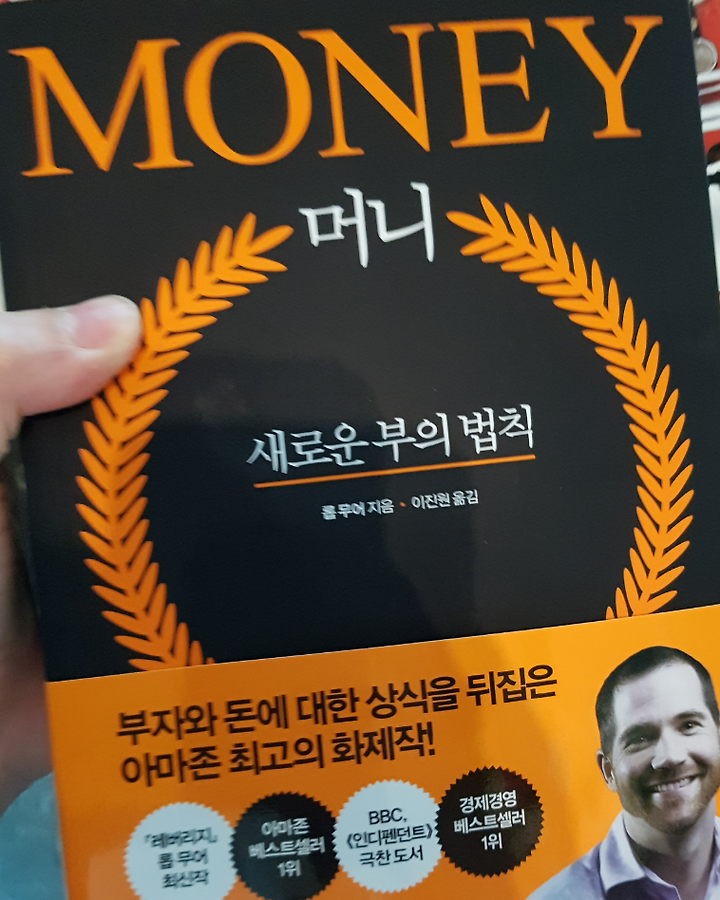 MONEY
머니
새로운 부의 법칙
롭 무어 지음 • 이진원 옮김
부자와 돈에 대한 상식을 뒤집은
아마존 최고의 화제작!
『레버리지』
롭 무어
최신작
아마존
베스트셀러
1위
BBC,
《인디펜던트》
극찬 도서
경제경영
베스트셀러
1위